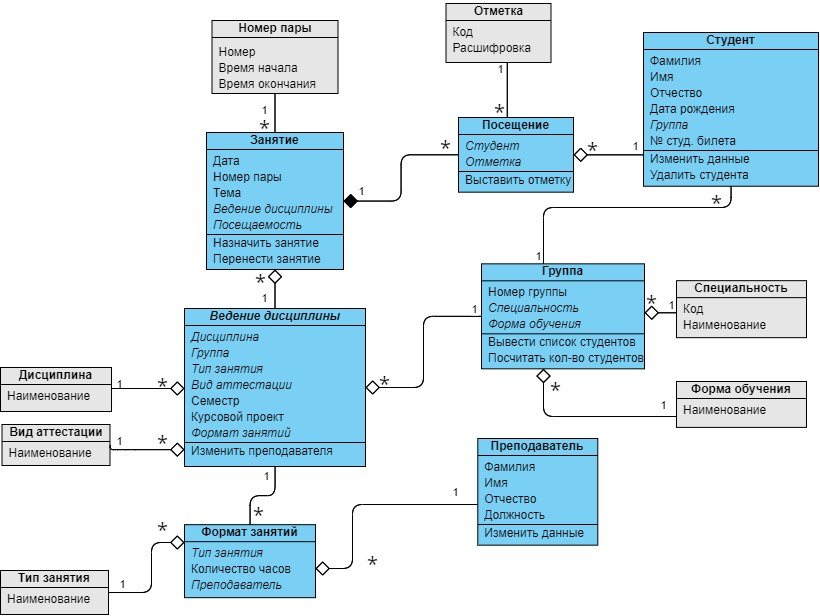 Номер пары
Номер
Время начала
Время окончания
1
*
Отметка
Код
Расшифровка
1
*
Студент
Фамилия
Имя
Отчество
Дата рождения
Группа
№ студ. билета
Изменить данные
Удалить студента
Занятие
Дата
Номер пары
Тема
Ведение дисциплины
Посещаемость
Назначить занятие
Перенести занятие
1
*
Посещение
Студент
Отметка
Выставить отметку
*
1
*
1
*
1
Группа
Номер группы
Специальность
Форма обучения
Вывести список студентов
Посчитать кол-во студентов
*
1
Специальность
Код
Наименование
Ведение дисциплины
Дисциплина
Группа
Тип занятия
Вид аттестации
Семестр
Курсовой проект
Формат занятий
Изменить преподавателя
1
*
Дисциплина
Наименование
1
*
*
1
Форма обучения
Наименование
Вид аттестации
Наименование
1
*
Преподаватель
Фамилия
Имя
Отчество
Должность
Изменить данные
1
*
Формат занятий
Тип занятия
Количество часов
Преподаватель
1
*
*
1
Тип занятия
Наименование